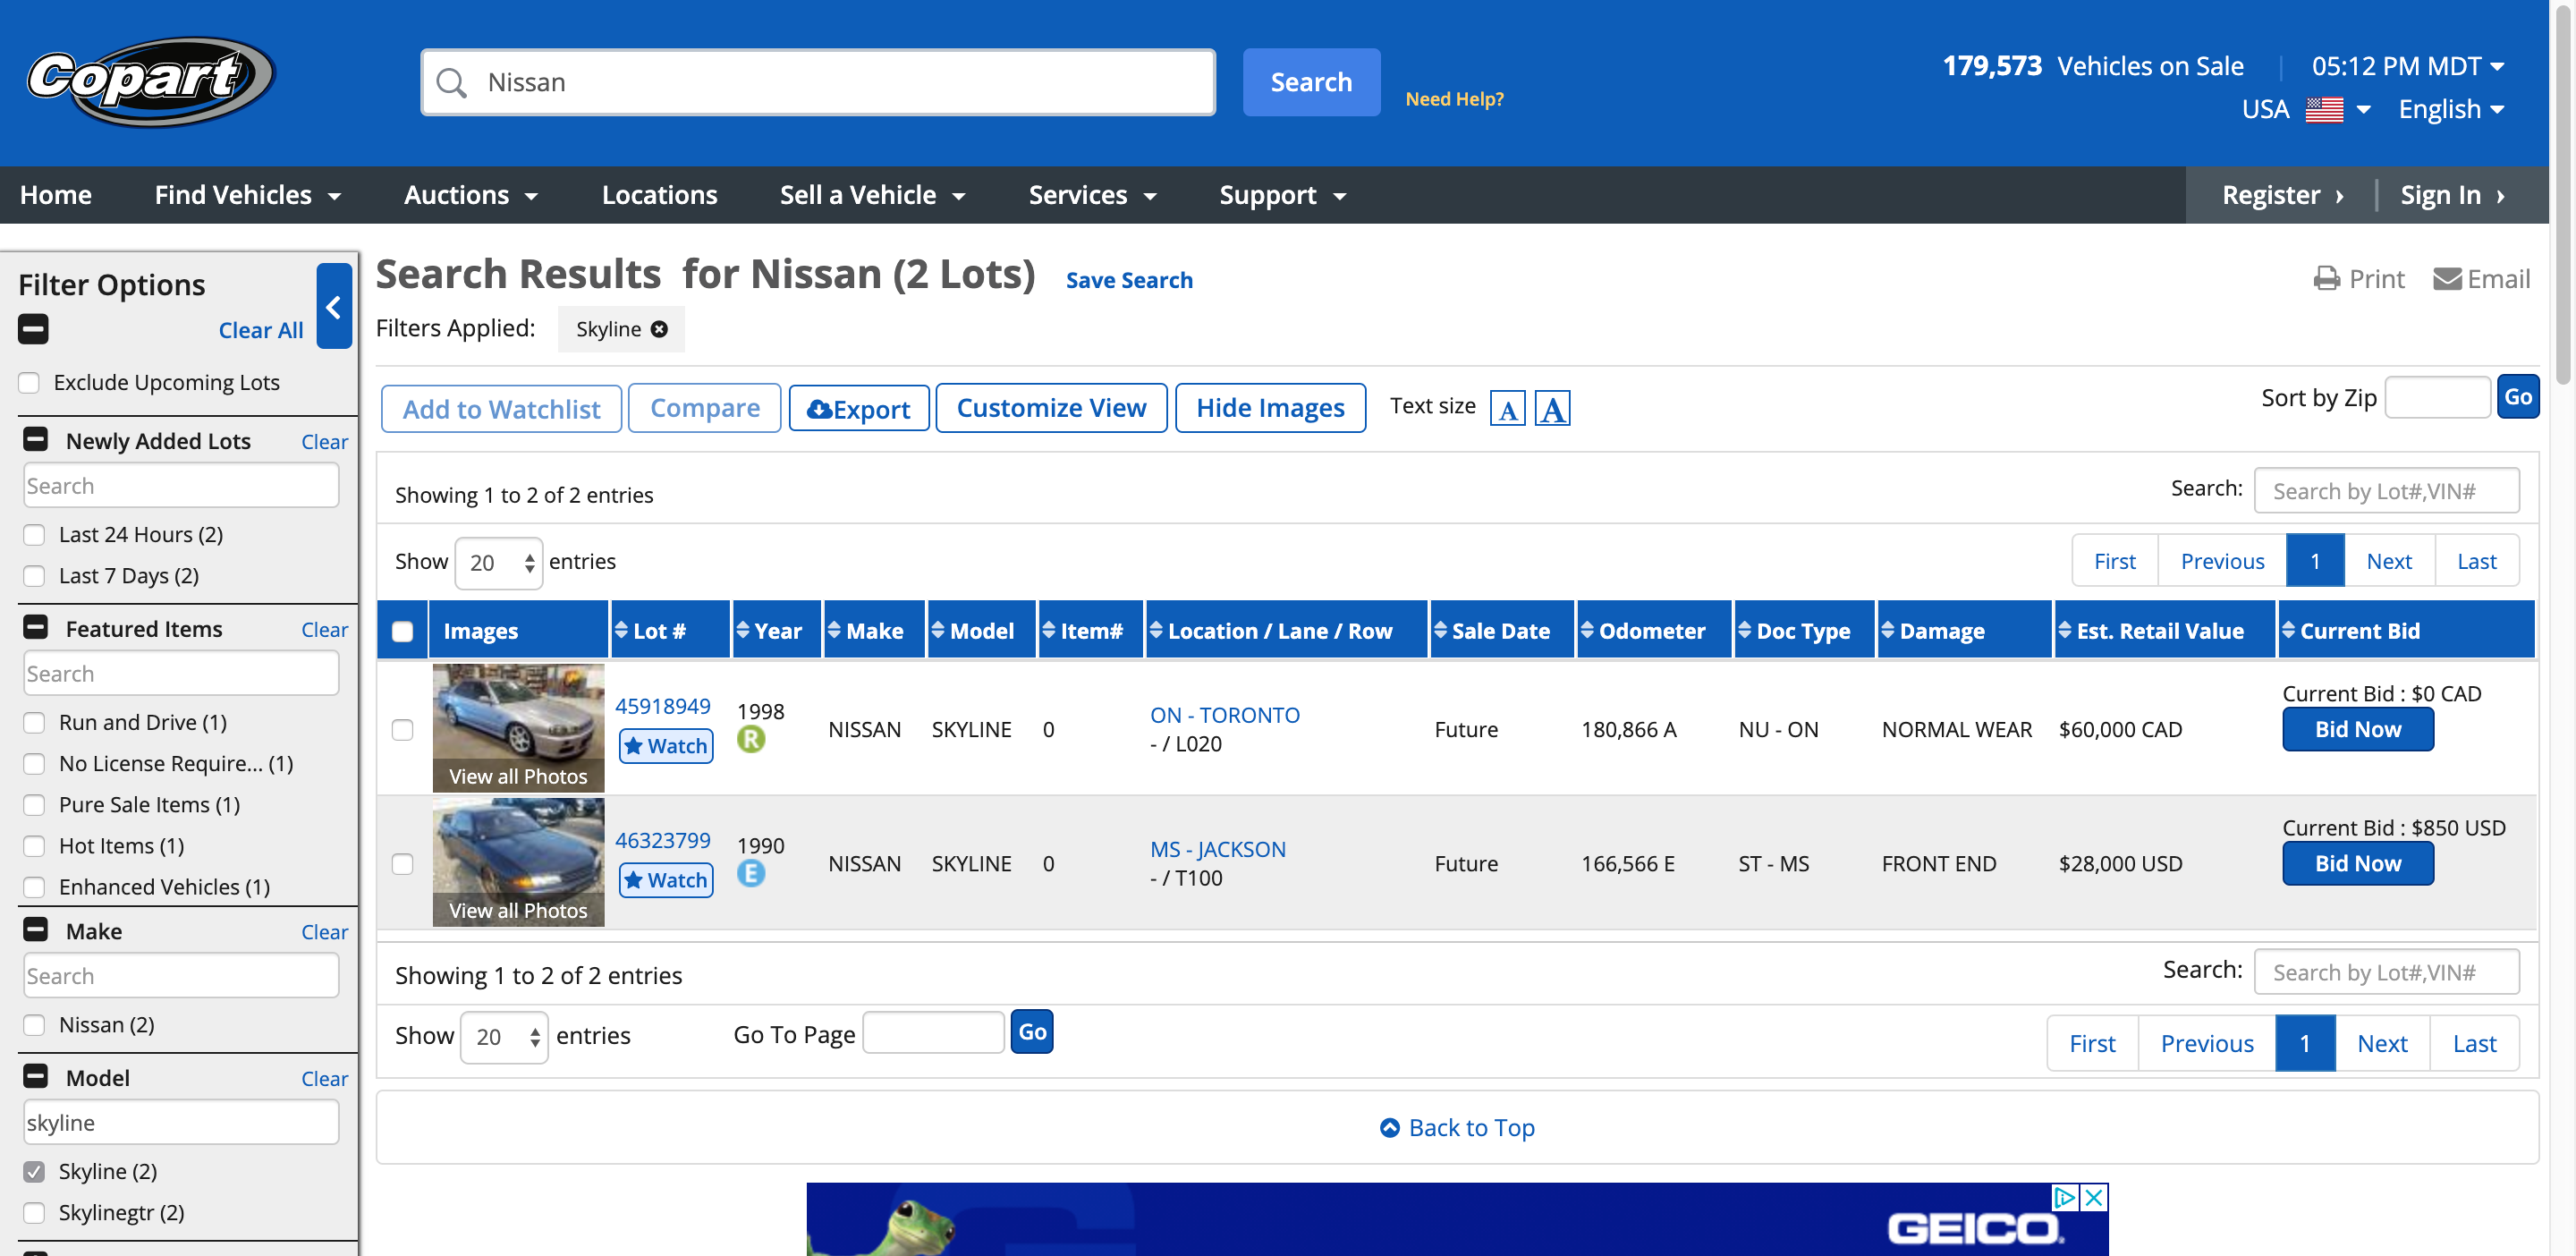 Copart
Nissan
Search
Need Help?
179,573 Vehicles on Sale
05:12 PM MDT
USA
English
Home
Find Vehicles
Auctions
Locations
Sell a Vehicle
Services
Support
Register ›
Sign In ›
Filter Options
Clear All
Exclude Upcoming Lots
Newly Added Lots
Clear
Search
Last 24 Hours (2)
Last 7 Days (2)
Featured Items
Clear
Search
Run and Drive (1)
No License Require... (1)
Pure Sale Items (1)
Hot Items (1)
Enhanced Vehicles (1)
Make
Clear
Search
Nissan (2)
Model
Clear
skyline
Skyline (2)
Skylinegtr (2)
Search Results for Nissan (2 Lots)
Save Search
Print
Email
Filters Applied:
Skyline
Add to Watchlist
Compare
Export
Customize View
Hide Images
Text size
A
A
Sort by Zip
Go
Showing 1 to 2 of 2 entries
Search:
Search by Lot#,VIN#
Show 20 entries
First
Previous
1
Next
Last
Images
Lot #
Year
Make
Model
Item#
Location / Lane / Row
Sale Date
Odometer
Doc Type
Damage
Est. Retail Value
Current Bid
View all Photos
45918949
Watch
1998
R
NISSAN
SKYLINE
0
ON - TORONTO
- / L020
Future
180,866 A
NU - ON
NORMAL WEAR
$60,000 CAD
Current Bid : $0 CAD
Bid Now
View all Photos
46323799
Watch
1990
E
NISSAN
SKYLINE
0
MS - JACKSON
- / T100
Future
166,566 E
ST - MS
FRONT END
$28,000 USD
Current Bid : $850 USD
Bid Now
Showing 1 to 2 of 2 entries
Search:
Search by Lot#,VIN#
Show 20 entries
Go To Page
Go
First
Previous
1
Next
Last
Back to Top
GEICO.